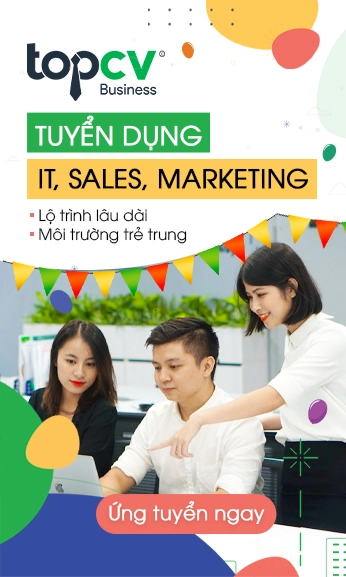 topcv
Business
TUYỂN DỤNG
IT, SALES, MARKETING
Lộ trình lâu dài
Môi trường trẻ trung
Ứng tuyển ngay